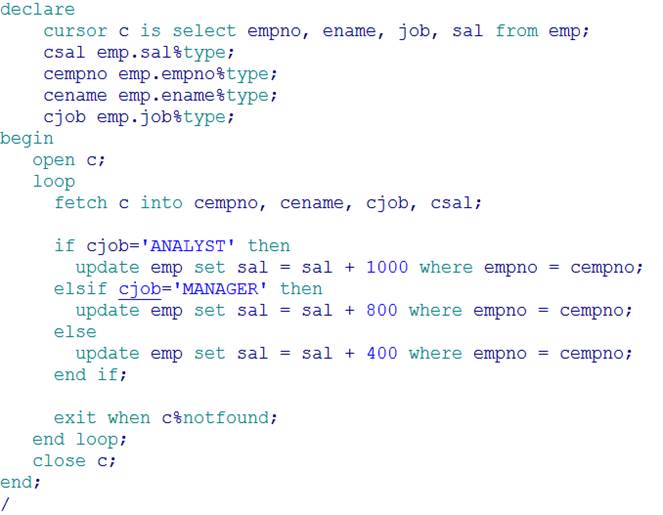 declare
    cursor c is select empno, ename, job, sal from emp;
    csal emp.sal%type;
    cempno emp.empno%type;
    cename emp.ename%type;
    cjob emp.job%type;
begin
   open c;
   loop
     fetch c into cempno, cename, cjob, csal;

     if cjob='ANALYST' then
       update emp set sal = sal + 1000 where empno = cempno;
     elsif cjob='MANAGER' then
       update emp set sal = sal + 800 where empno = cempno;
     else
       update emp set sal = sal + 400 where empno = cempno;
     end if;

     exit when c%notfound;
   end loop;
   close c;
end;
/